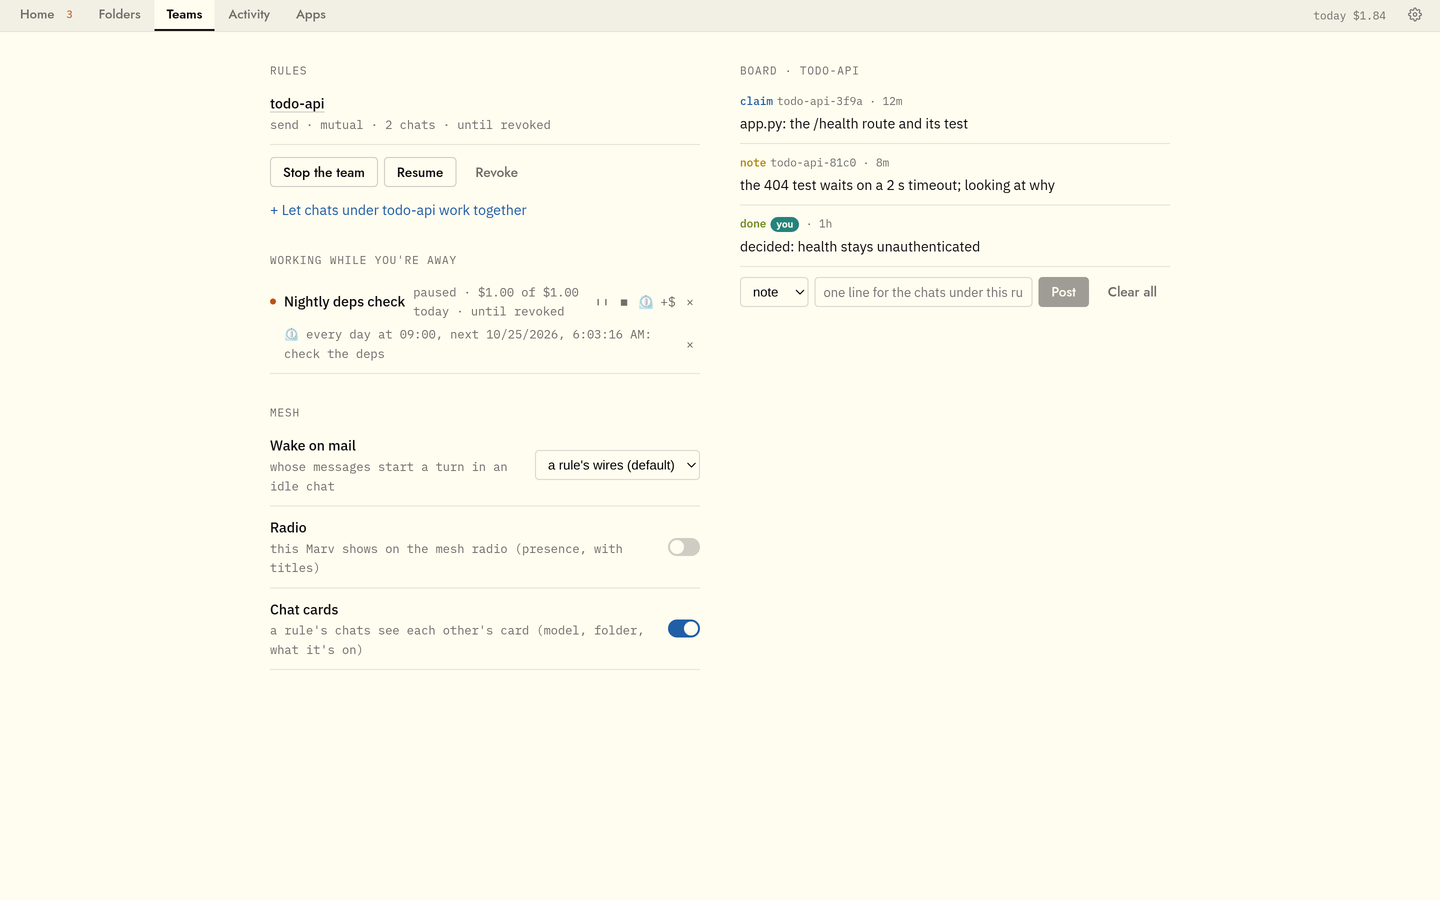 Home 3 Folders Teams Activity Apps today $1.84
RULES
todo-api
send · mutual · 2 chats · until revoked
Stop the team Resume Revoke
+ Let chats under todo-api work together
WORKING WHILE YOU'RE AWAY
Nightly deps check
paused · $1.00 of $1.00
today · until revoked
+$ ×
every day at 09:00, next 10/25/2026, 6:03:16 AM:
check the deps
×
MESH
Wake on mail
whose messages start a turn in an
idle chat
a rule's wires (default)
Radio
this Marv shows on the mesh radio (presence, with
titles)
Chat cards
a rule's chats see each other's card (model, folder,
what it's on)
BOARD · TODO-API
claim todo-api-3f9a · 12m
app.py: the /health route and its test
note todo-api-81c0 · 8m
the 404 test waits on a 2 s timeout; looking at why
done you · 1h
decided: health stays unauthenticated
note one line for the chats under this ru Post Clear all